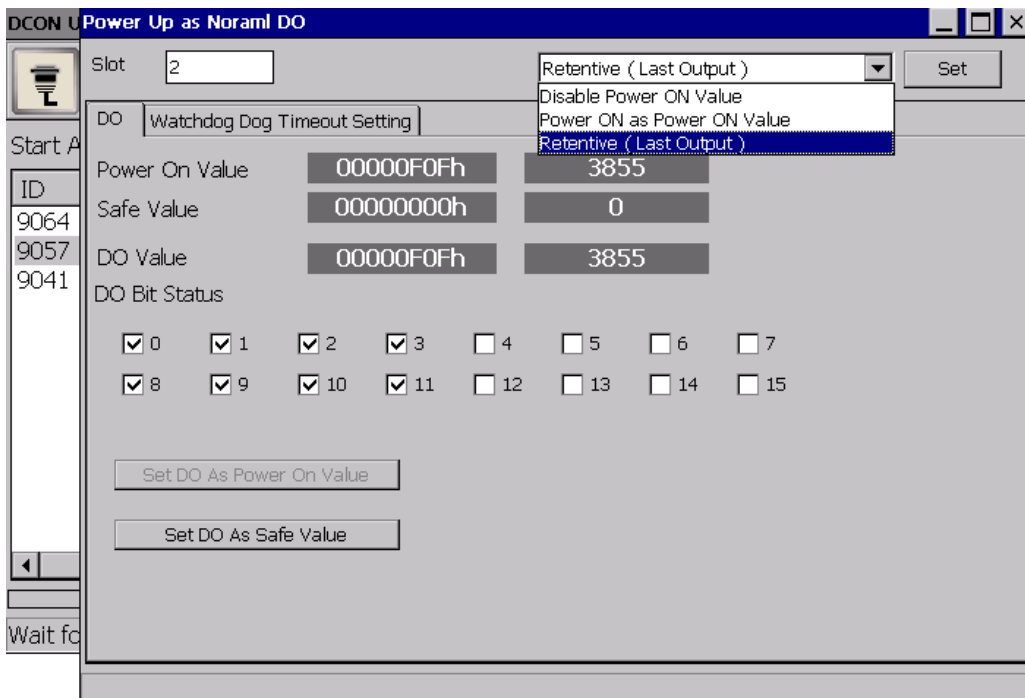 DCON U
Power Up as Noraml DO
Slot
2
Retentive ( Last Output )
Set
Disable Power ON Value
Power ON as Power ON Value
Retentive ( Last Output )
DO
Watchdog Dog Timeout Setting
Start A
ID
9064
9057
9041
Power On Value
00000F0Fh
3855
Safe Value
00000000h
0
DO Value
00000F0Fh
3855
DO Bit Status
0 1 2 3 4 5 6 7
8 9 10 11 12 13 14 15
Set DO As Power On Value
Set DO As Safe Value
Wait fo